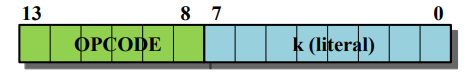 13 8 7 0
OPCODE k (literal)